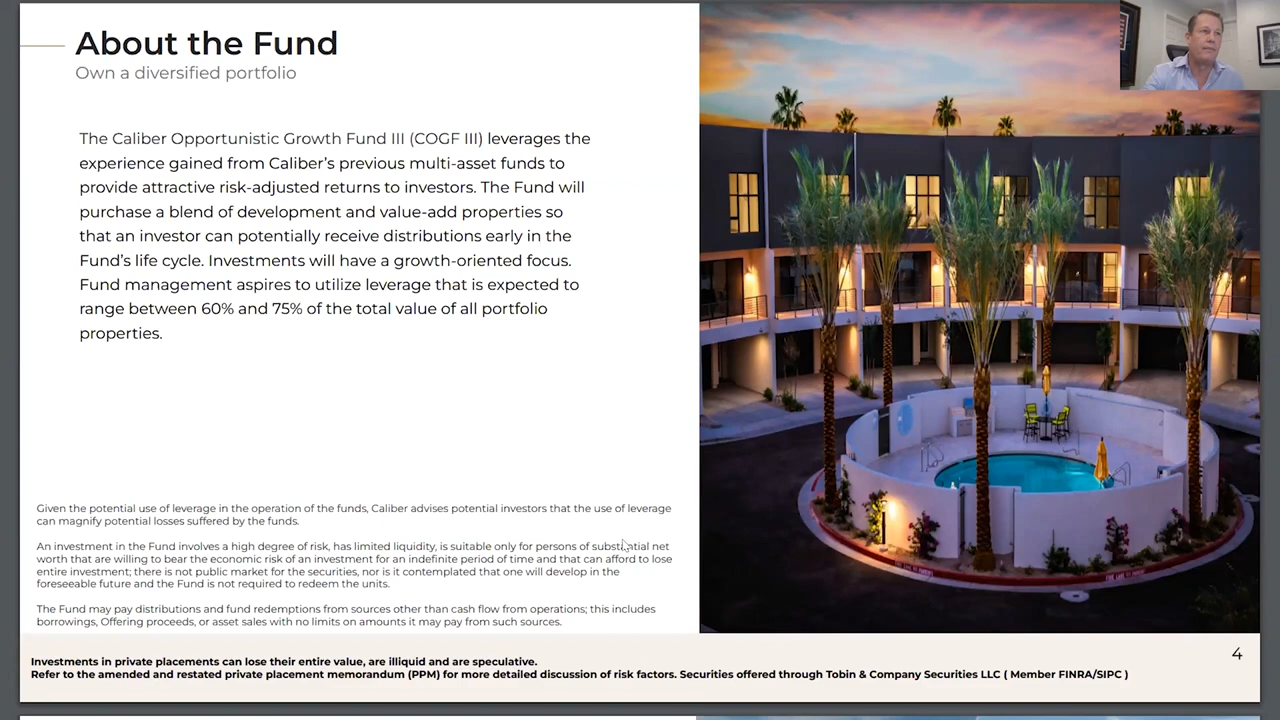 About the Fund
Own a diversified portfolio
The Caliber Opportunistic Growth Fund III (COGF III) leverages the
experience gained from Caliber's previous multi-asset funds to
provide attractive risk-adjusted returns to investors. The Fund will
purchase a blend of development and value-add properties so
that an investor can potentially receive distributions early in the
Fund's life cycle. Investments will have a growth-oriented focus.
Fund management aspires to utilize leverage that is expected to
range between 60% and 75% of the total value of all portfolio
properties.
Given the potential use of leverage in the operation of the funds, Caliber advises potential investors that the use of leverage
can magnify potential losses suffered by the funds.
An investment in the Fund involves a high degree of risk, has limited liquidity, is suitable only for persons of substantial net
worth that are willing to bear the economic risk of an investment for an indefinite period of time and that can afford to lose
entire investment; there is not public market for the securities, nor is it contemplated that one will develop in the
foreseeable future and the Fund is not required to redeem the units.
The Fund may pay distributions and fund redemptions from sources other than cash flow from operations; this includes
borrowings, Offering proceeds, or asset sales with no limits on amounts it may pay from such sources.
Investments in private placements can lose their entire value, are illiquid and are speculative.
Refer to the amended and restated private placement memorandum (PPM) for more detailed discussion of risk factors. Securities offered through Tobin & Company Securities LLC ( Member FINRA/SIPC )
4